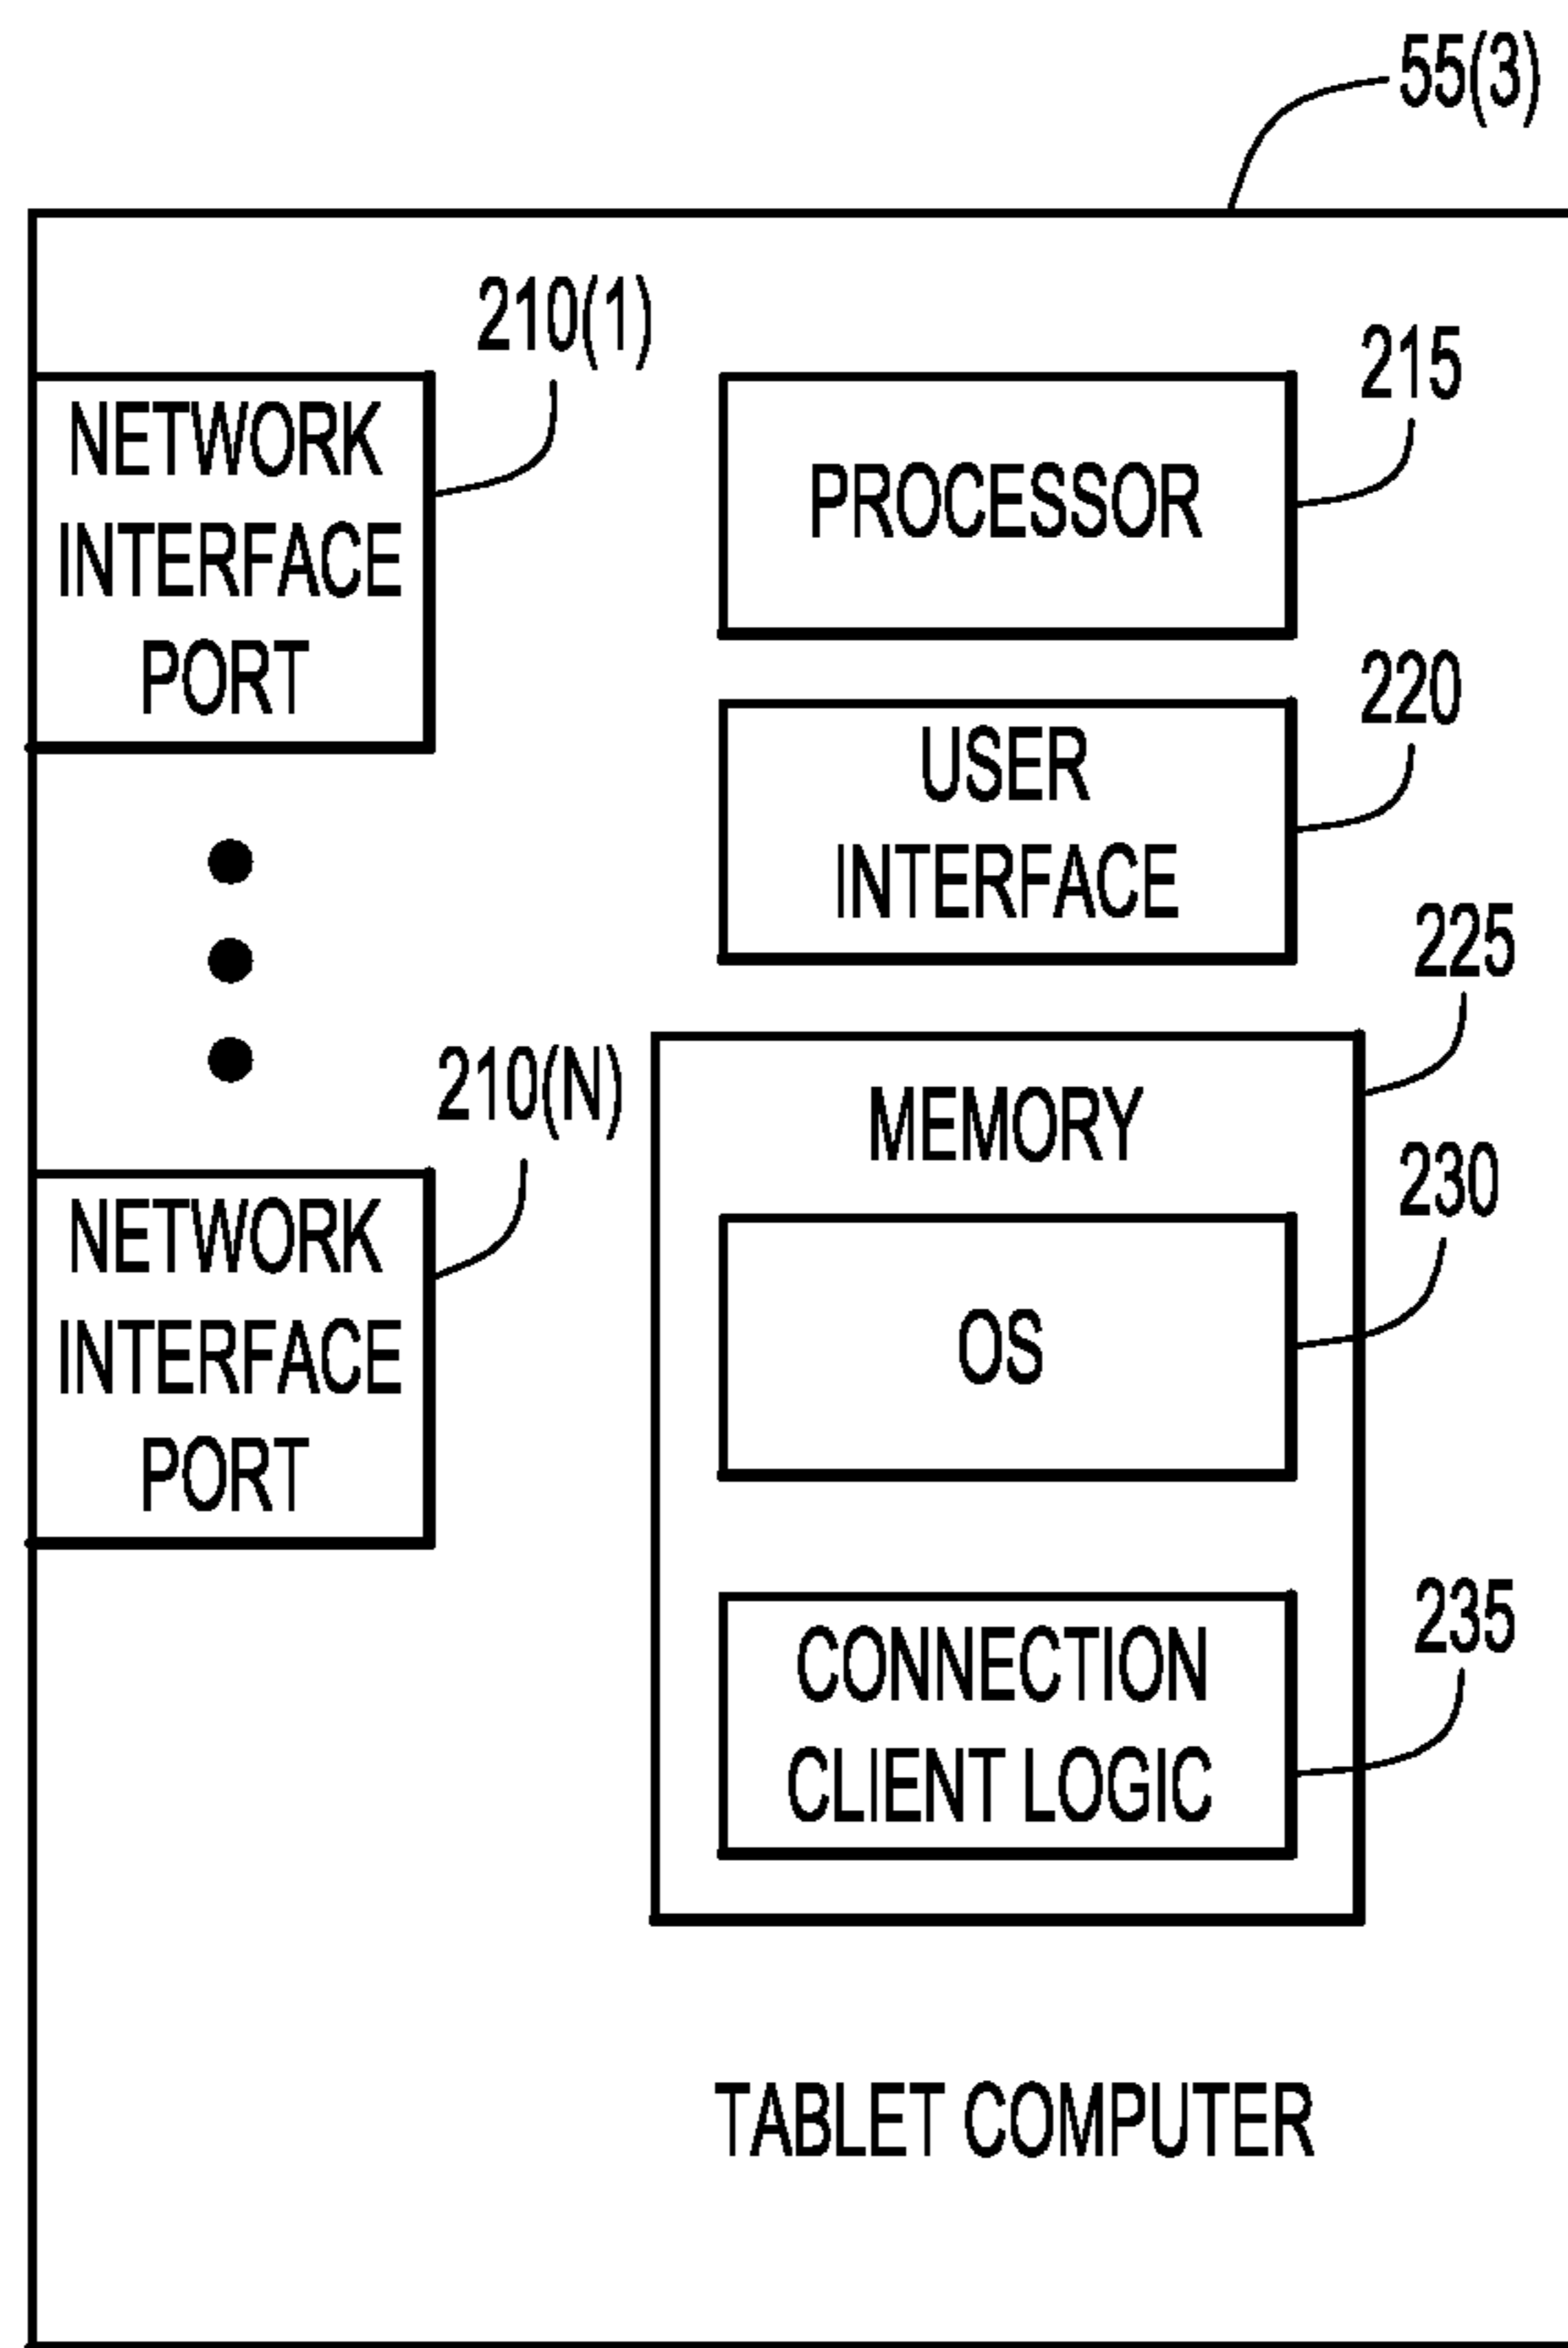 55(3)
210(1)
NETWORK
INTERFACE
PORT
215
PROCESSOR
220
USER
INTERFACE
225
MEMORY
210(N)
NETWORK
INTERFACE
PORT
230
OS
235
CONNECTION
CLIENT LOGIC
TABLET COMPUTER